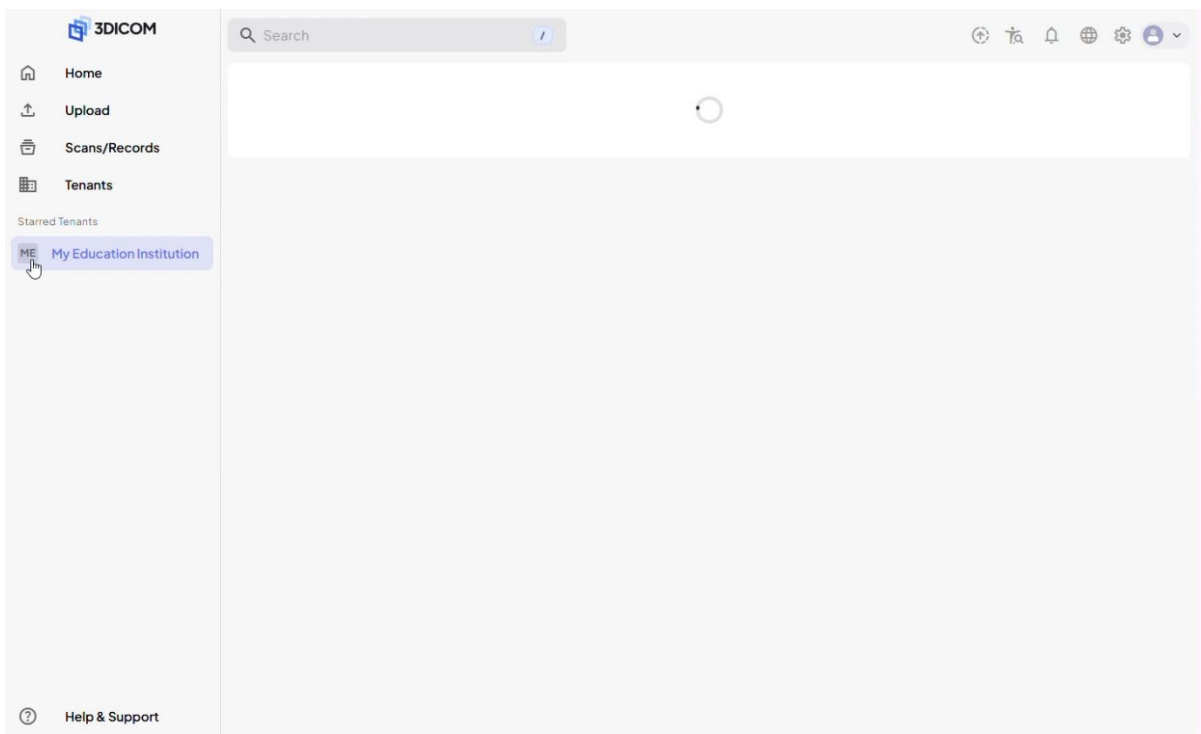 3DICOM
Search /
Home
Upload
Scans/Records
Tenants
Starred Tenants
ME My Education Institution
Help & Support